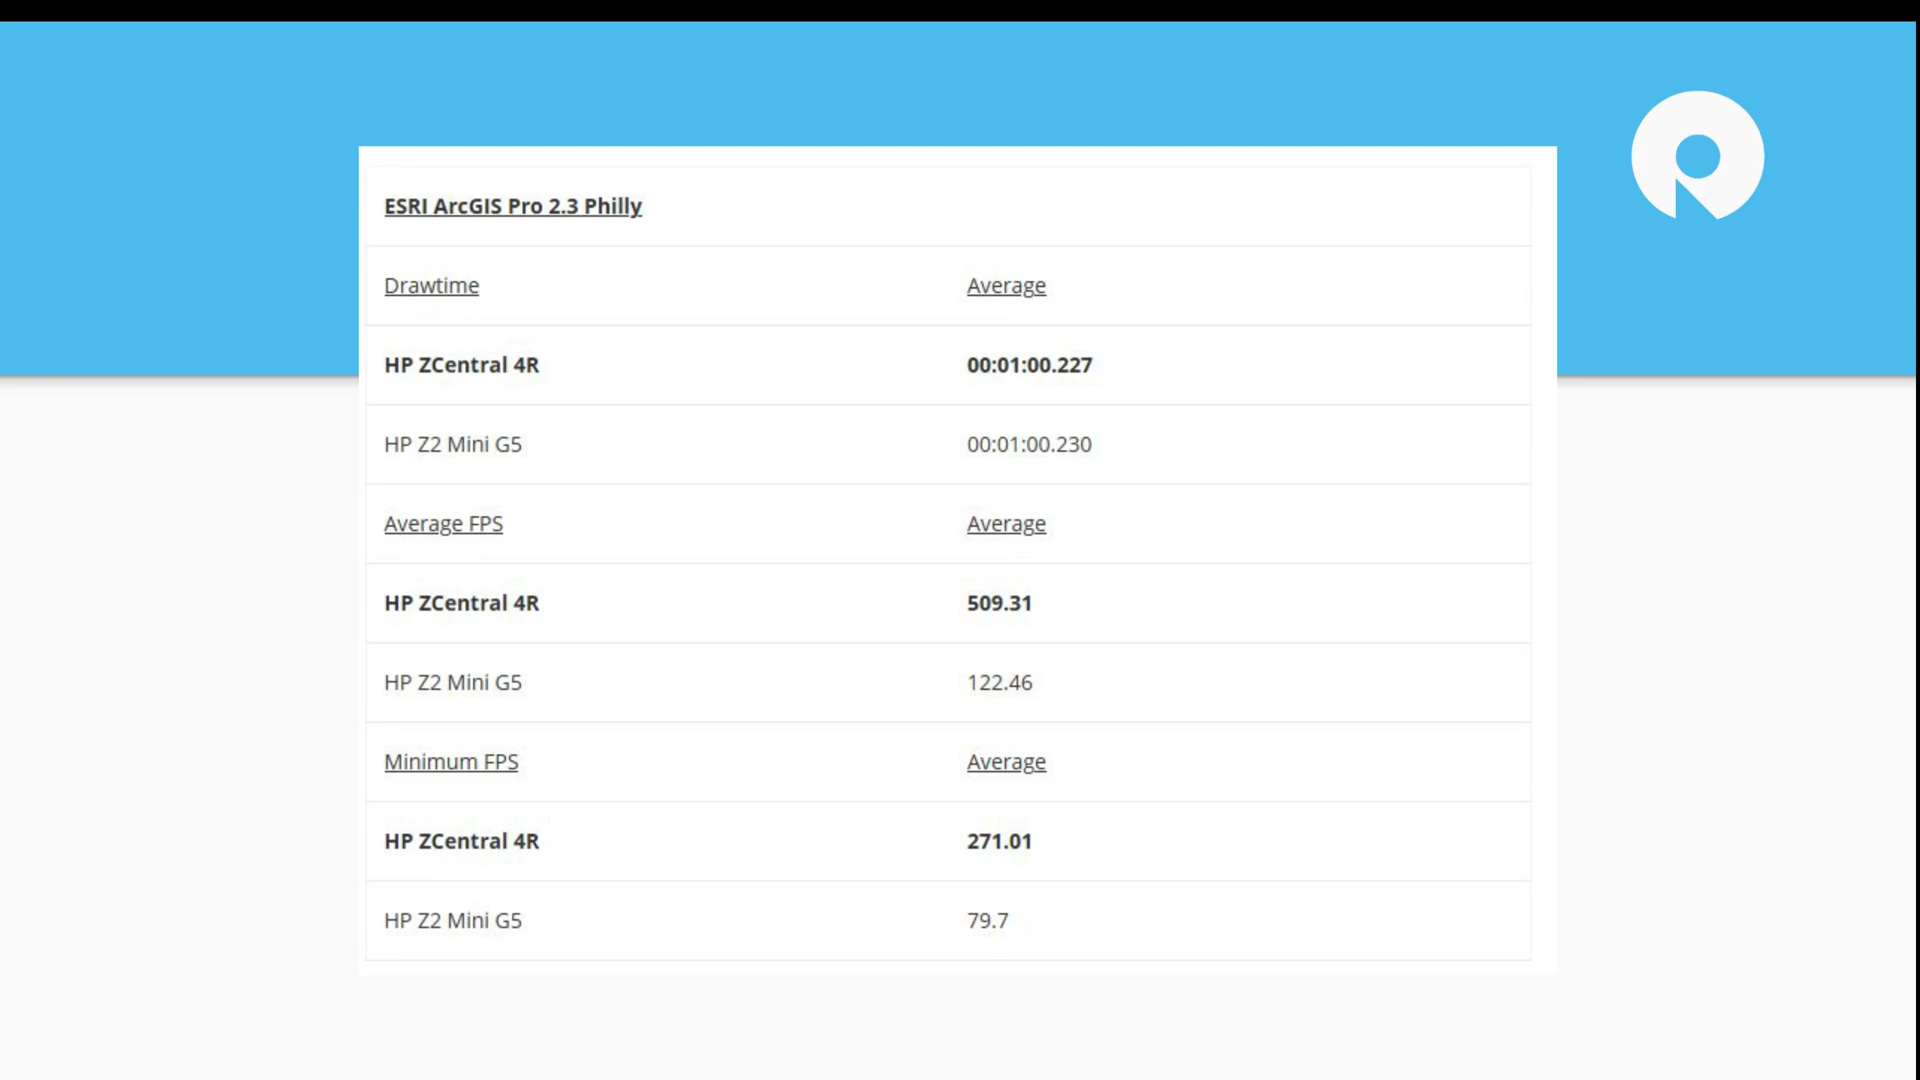 ESRI ArcGIS Pro 2.3 Philly
Drawtime Average
HP ZCentral 4R 00:01:00.227
HP Z2 Mini G5 00:01:00.230
Average FPS Average
HP ZCentral 4R 509.31
HP Z2 Mini G5 122.46
Minimum FPS Average
HP ZCentral 4R 271.01
HP Z2 Mini G5 79.7